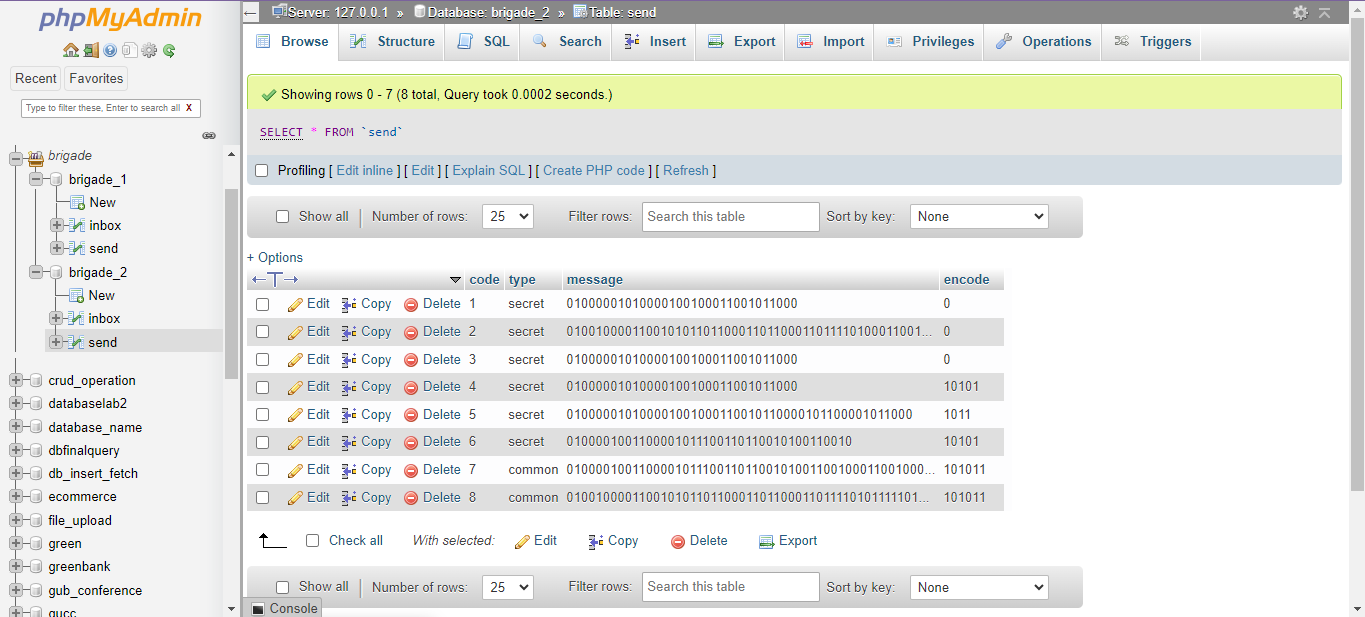 phpMyAdmin
Recent Favorites
Type to filter these, Enter to search all X
brigade
brigade_1
New
inbox
send
brigade_2
New
inbox
send
crud_operation
databaselab2
database_name
dbfinalquery
db_insert_fetch
ecommerce
file_upload
green
greenbank
gub_conference
gucc
Server: 127.0.0.1 » Database: brigade_2 » Table: send
Browse Structure SQL Search Insert Export Import Privileges Operations Triggers
Showing rows 0 - 7 (8 total, Query took 0.0002 seconds.)
SELECT * FROM `send`
Profiling [ Edit inline ] [ Edit ] [ Explain SQL ] [ Create PHP code ] [ Refresh ]
Show all | Number of rows: 25 Filter rows: Search this table Sort by key: None
+ Options
←T→ code type message encode
Edit Copy Delete 1 secret 0100000101000010010001100101​1000 0
Edit Copy Delete 2 secret 0100100001100101011011000110110001101111010001​1001... 0
Edit Copy Delete 3 secret 01000001010000100100011001011000 0
Edit Copy Delete 4 secret 01000001010000100100011001011000 10101
Edit Copy Delete 5 secret 010000010100001001000110010110000101100001011000 1011
Edit Copy Delete 6 secret 0100001001100001011100110110010100110010 10101
Edit Copy Delete 7 common 01000010011000010111001101100101001100100011001000... 101011
Edit Copy Delete 8 common 01001000011001010110110001101100011011110101111101... 101011
Check all With selected: Edit Copy Delete Export
Show all | Number of rows: 25 Filter rows: Search this table Sort by key: None
Console